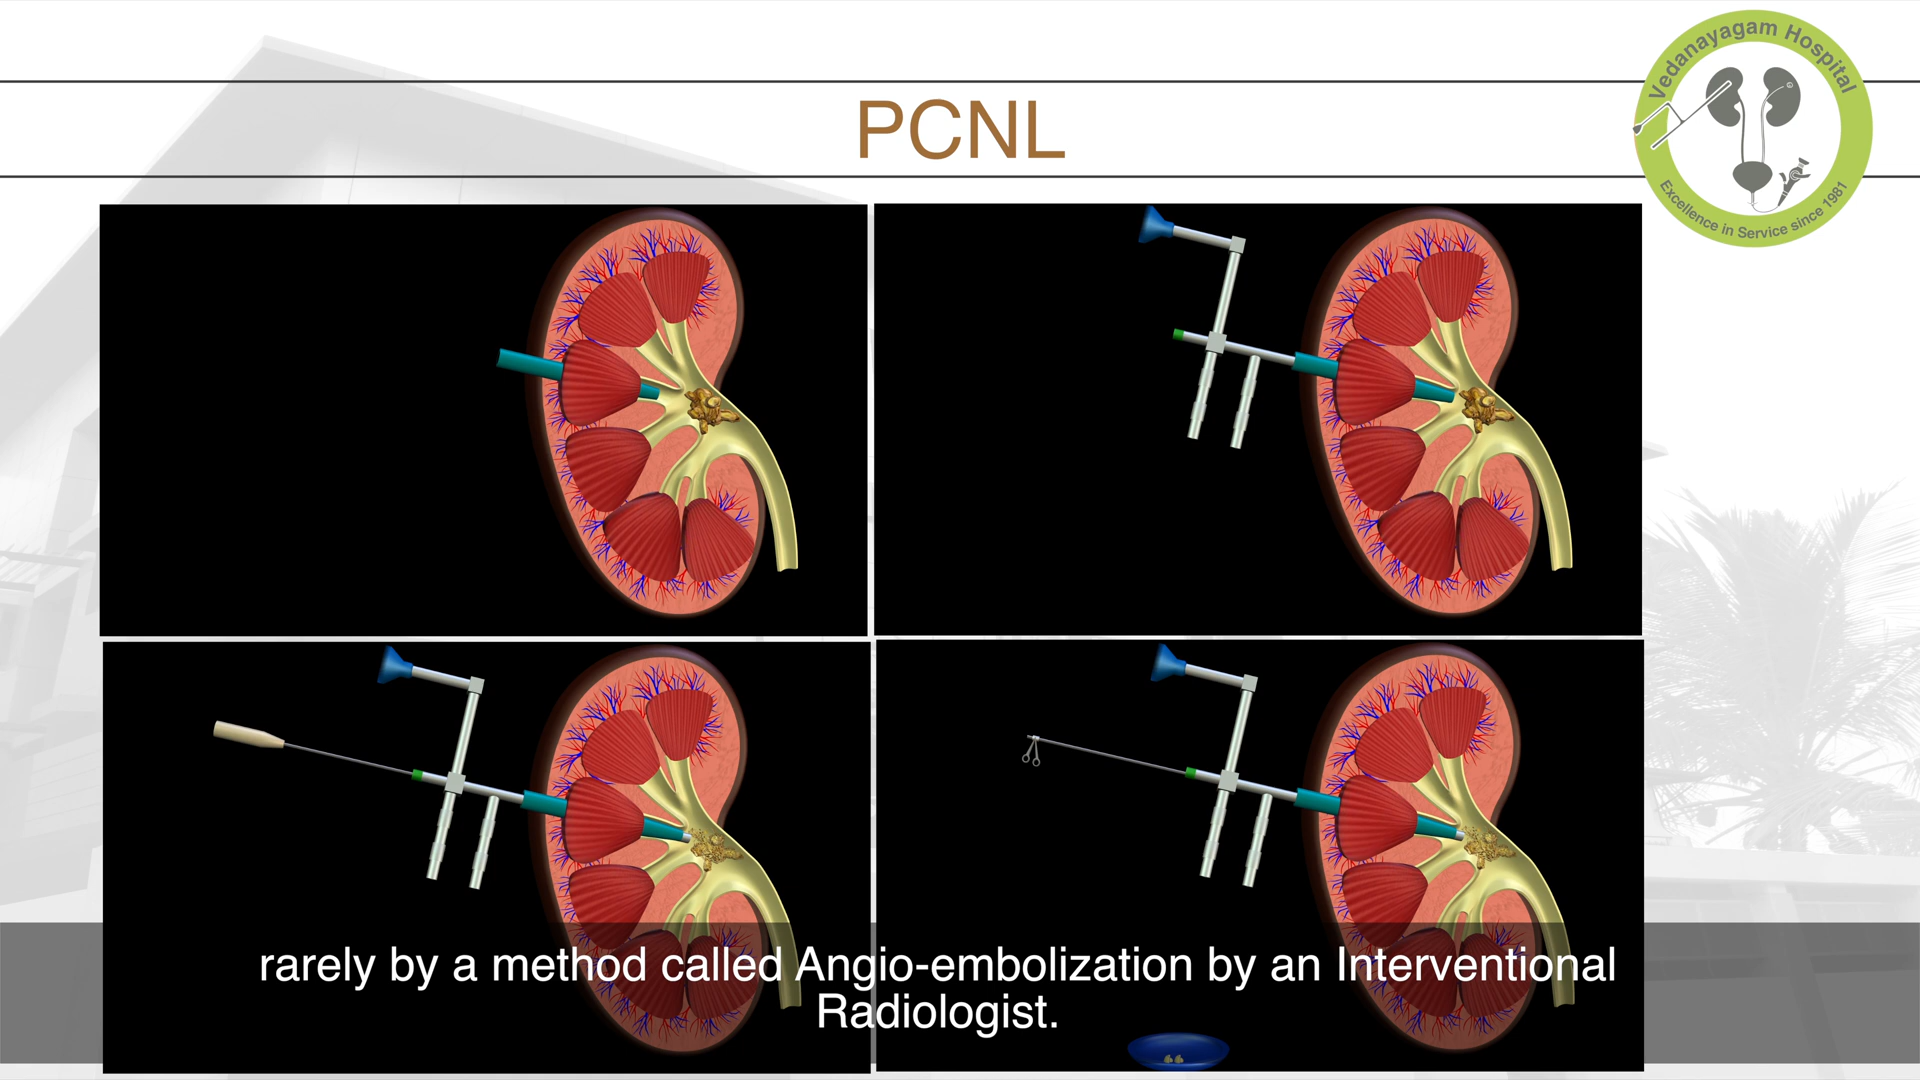 PCNL
Vedanayagam Hospital
Excellence in Service since 1981
rarely by a method called Angio-embolization by an Interventional
Radiologist.